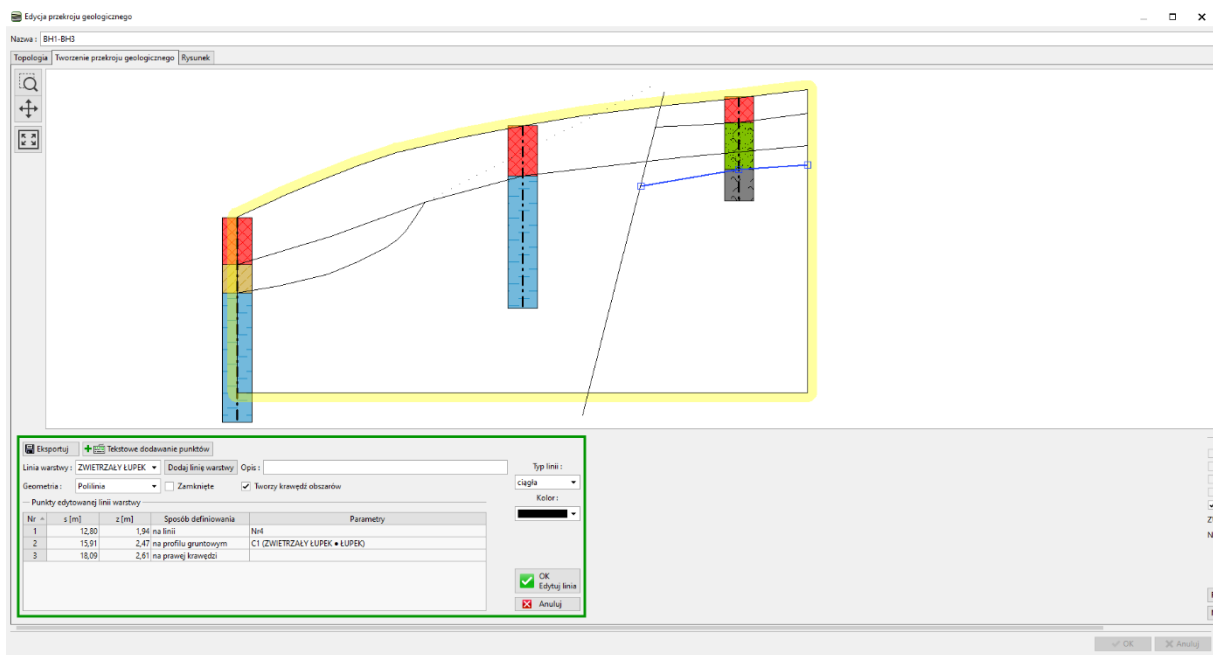 Edycja przekroju geologicznego
Nazwa : BH1-BH3
Topologia Tworzenie przekroju geologicznego Rysunek
Eksportuj Tekstowe dodawanie punktów
Linia warstwy : ZWIETRZAŁY ŁUPEK Dodaj linię warstwy Opis :
Typ linii :
Geometria : Polilinia Zamknięte Tworzy krawędź obszarów
ciągła
Kolor :
Punkty edytowanej linii warstwy
Nr s [m] z [m] Sposób definiowania Parametry
1 12,80 1,94 na linii Nr4
2 15,91 2,47 na profilu gruntowym C1 (ZWIETRZAŁY ŁUPEK ● ŁUPEK)
3 18,09 2,61 na prawej krawędzi
OK
Edytuj linia
Anuluj
OK Anuluj